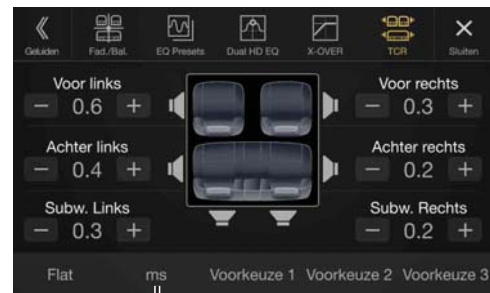 Geluiden Fad./Bal. EQ Presets Dual HD EQ X-OVER TCR Sluiten
Voor links Voor rechts
− 0.6 + − 0.3 +
Achter links Achter rechts
− 0.4 + − 0.2 +
Subw. Links Subw. Rechts
− 0.3 + − 0.2 +
Flat ms Voorkeuze 1 Voorkeuze 2 Voorkeuze 3